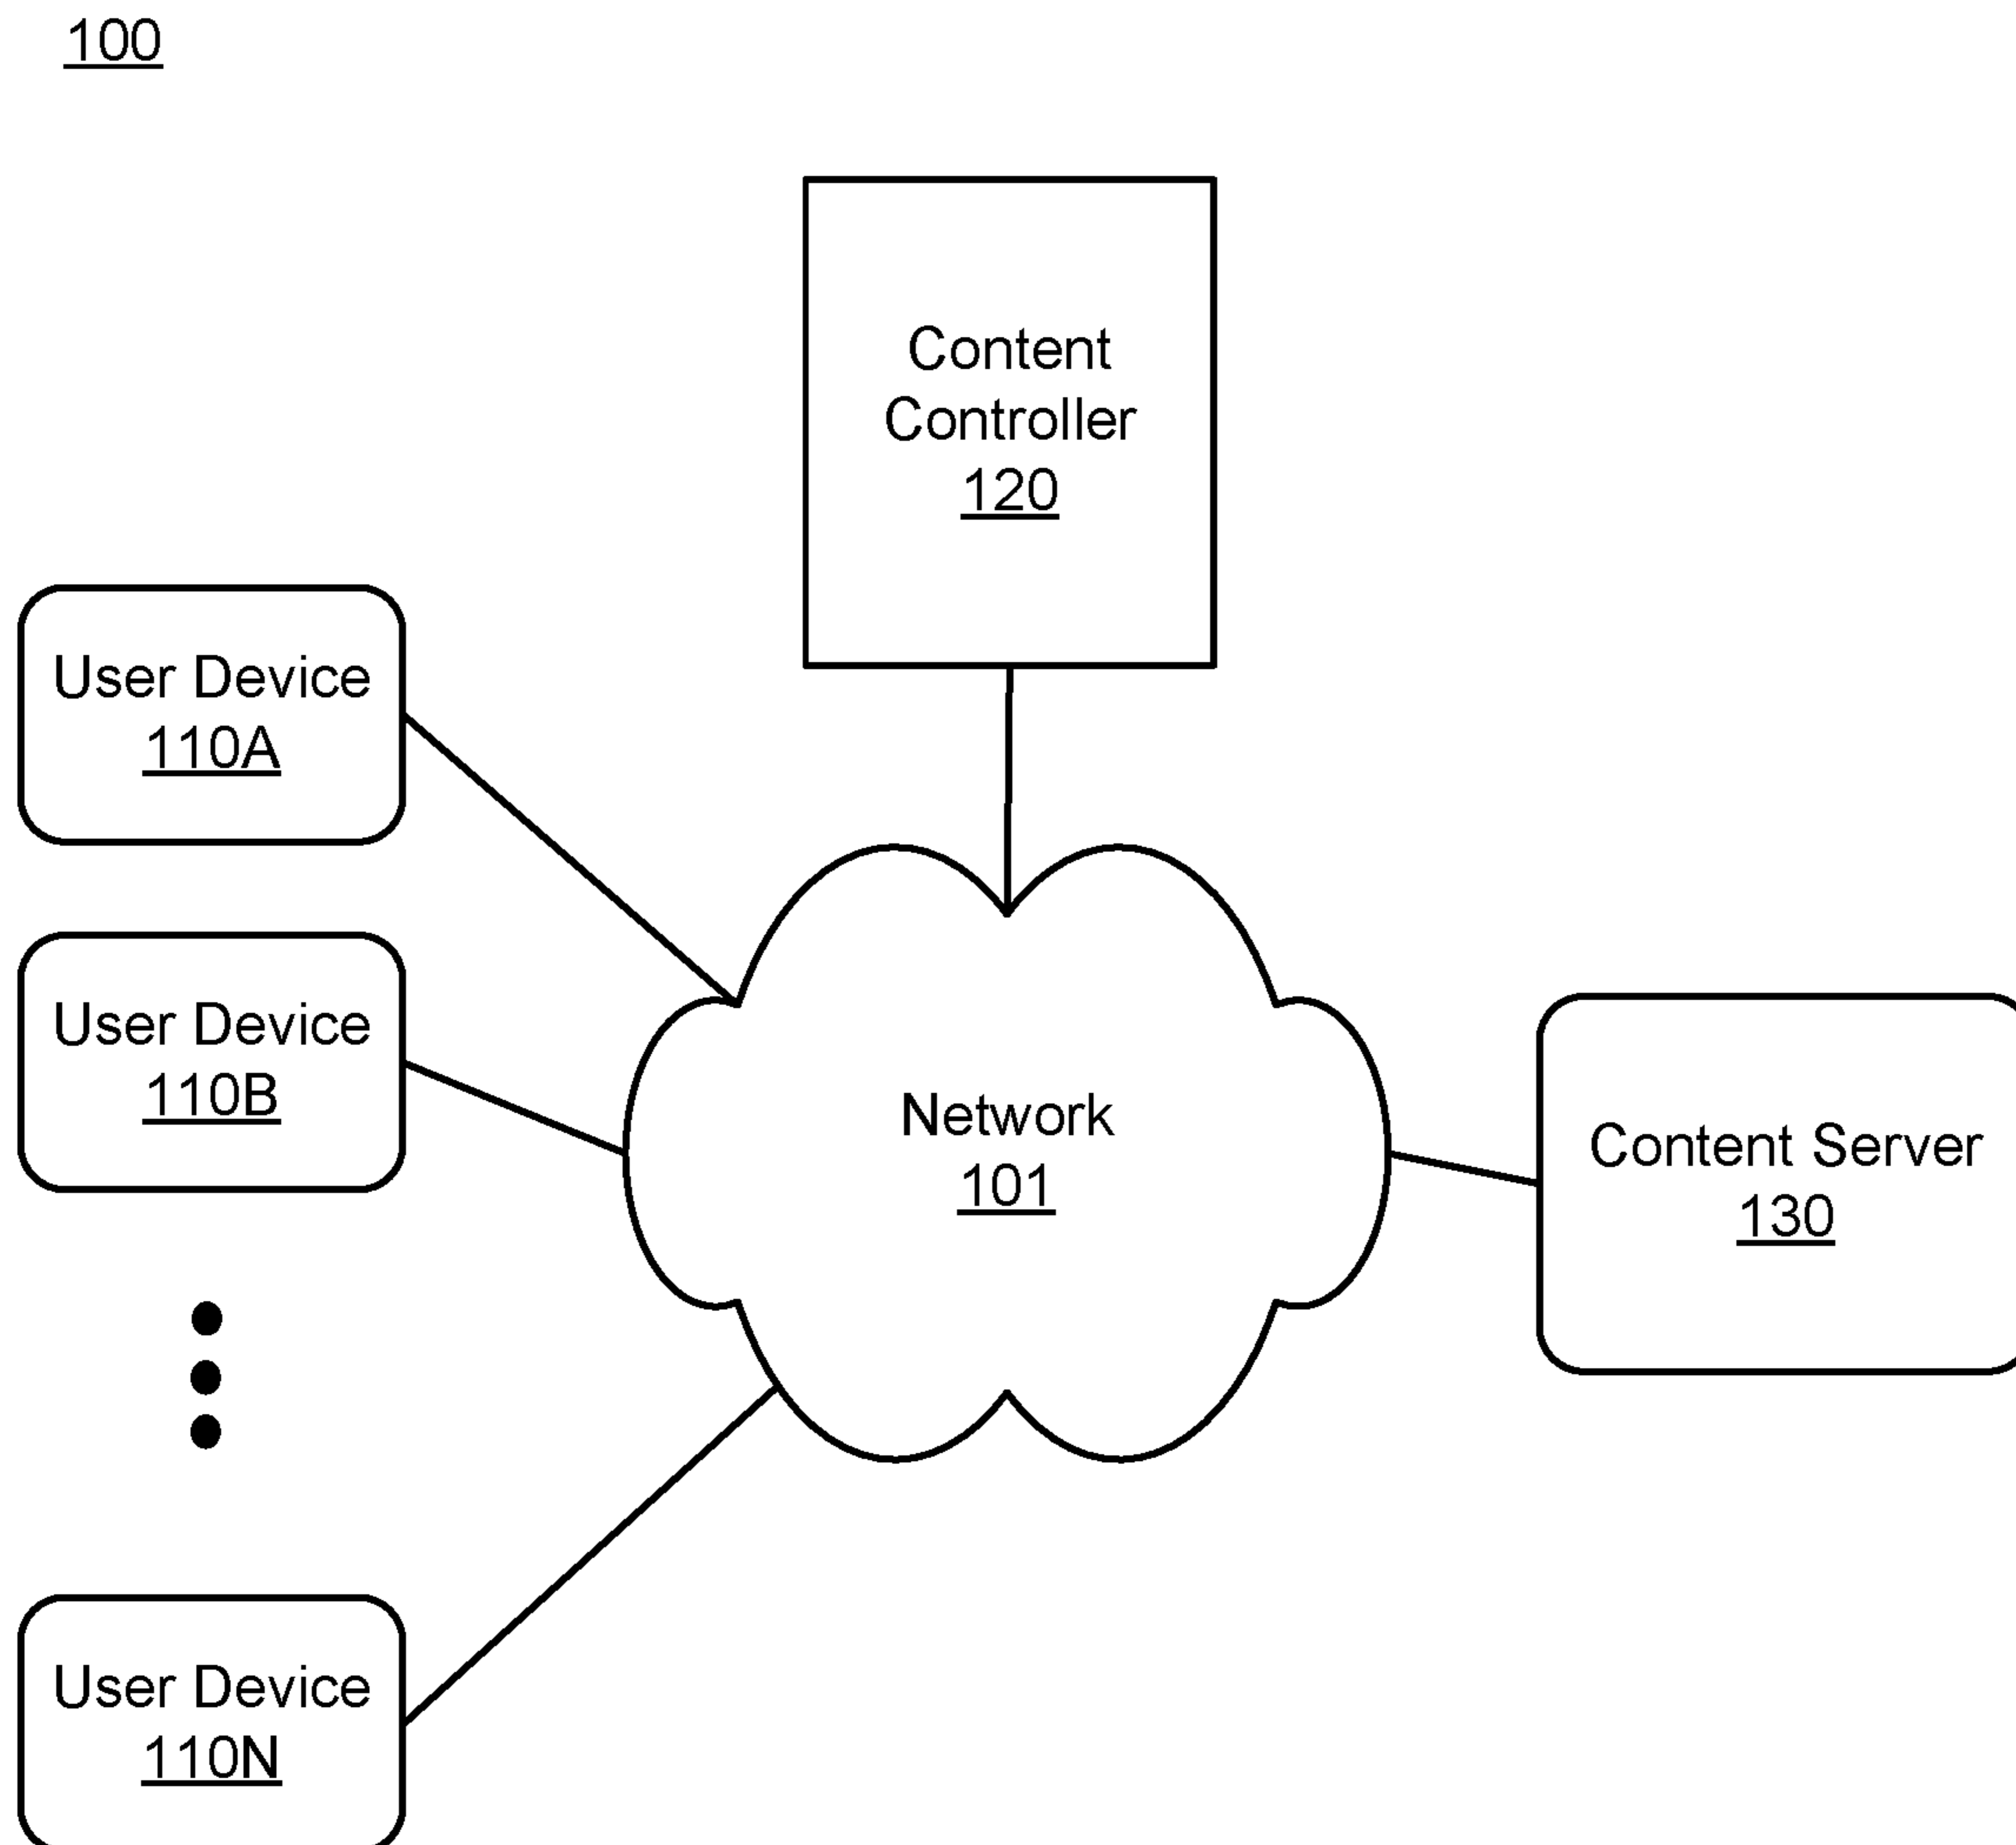 100
Content
Controller
120
User Device
110A
User Device
110B
Network
101
Content Server
130
User Device
110N